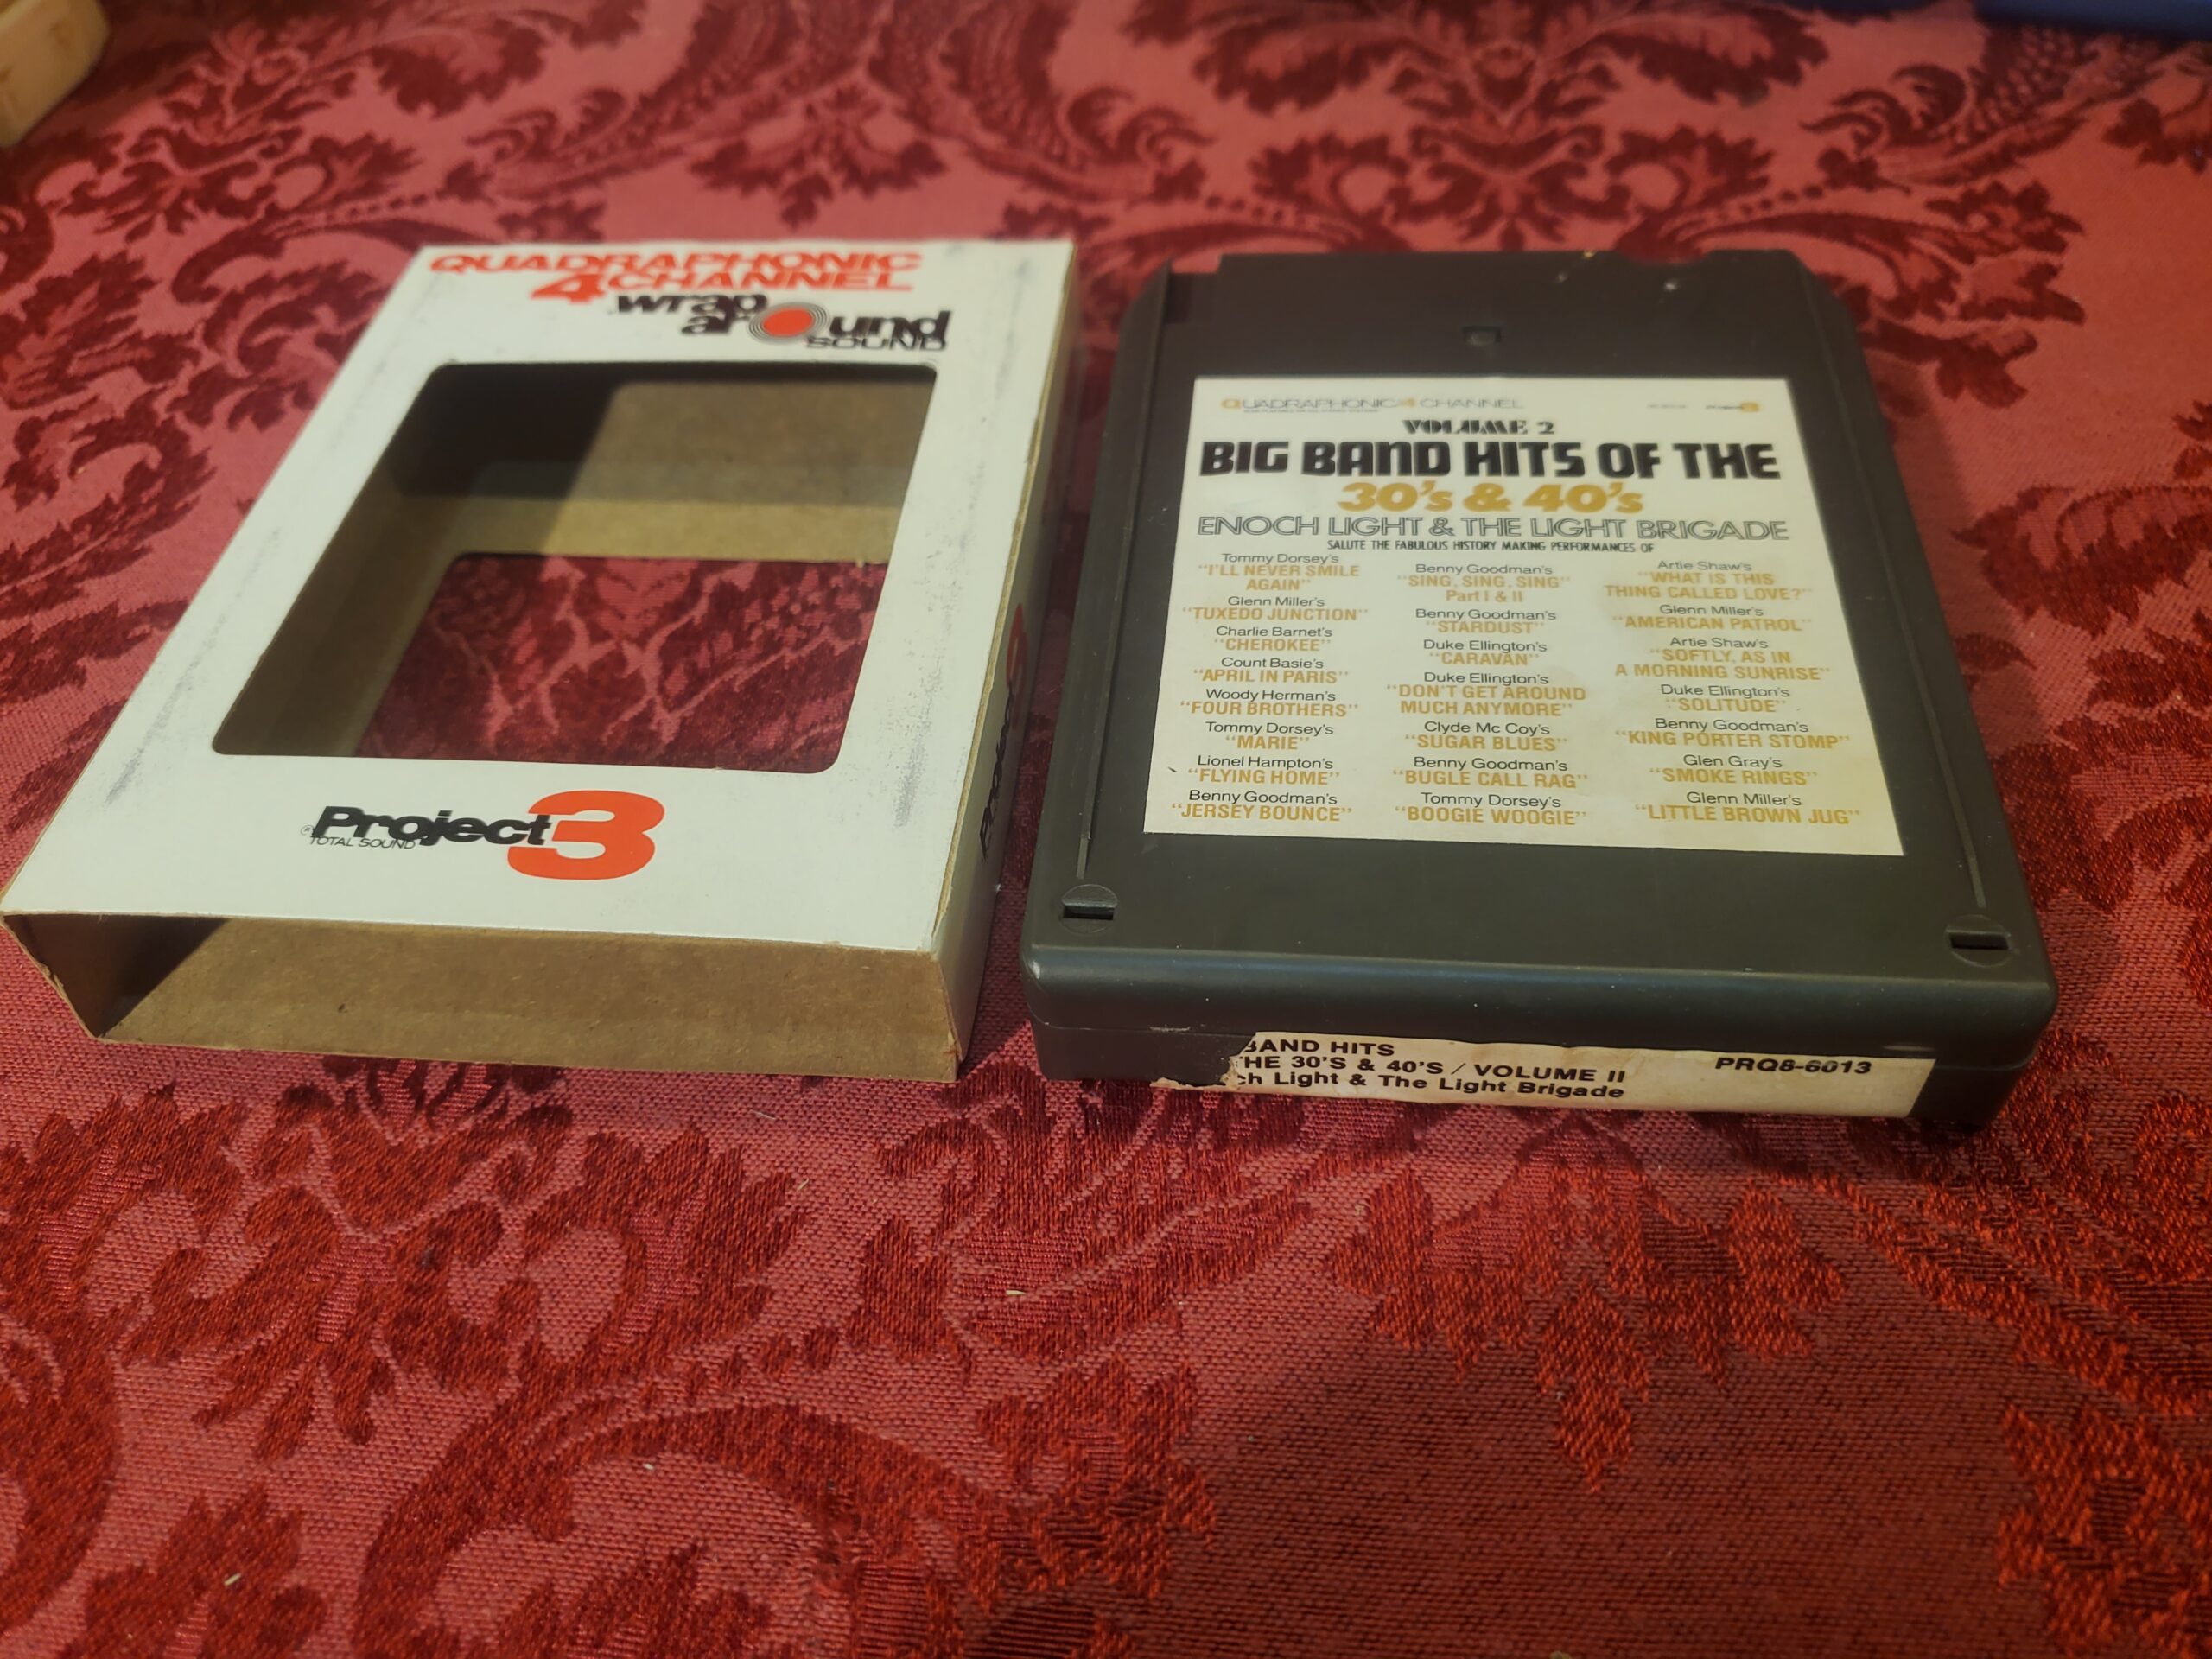 QUADRAPHONIC
4 CHANNEL
wrap
around
SOUND
®Project 3
TOTAL SOUND
Project 3
QUADRAPHONIC/4 CHANNEL
Project 3
VOLUME 2
BIG BAND HITS OF THE
30's & 40's
ENOCH LIGHT & THE LIGHT BRIGADE
SALUTE THE FABULOUS HISTORY MAKING PERFORMANCES OF
Tommy Dorsey's
"I'LL NEVER SMILE
AGAIN"
Glenn Miller's
"TUXEDO JUNCTION"
Charlie Barnet's
"CHEROKEE"
Count Basie's
"APRIL IN PARIS"
Woody Herman's
"FOUR BROTHERS"
Tommy Dorsey's
"MARIE"
Lionel Hampton's
"FLYING HOME"
Benny Goodman's
"JERSEY BOUNCE"
Benny Goodman's
"SING, SING, SING"
Part I & II
Benny Goodman's
"STARDUST"
Duke Ellington's
"CARAVAN"
Duke Ellington's
"DON'T GET AROUND
MUCH ANYMORE"
Clyde Mc Coy's
"SUGAR BLUES"
Benny Goodman's
"BUGLE CALL RAG"
Tommy Dorsey's
"BOOGIE WOOGIE"
Artie Shaw's
"WHAT IS THIS
THING CALLED LOVE?"
Glenn Miller's
"AMERICAN PATROL"
Artie Shaw's
"SOFTLY, AS IN
A MORNING SUNRISE"
Duke Ellington's
"SOLITUDE"
Benny Goodman's
"KING PORTER STOMP"
Glen Gray's
"SMOKE RINGS"
Glenn Miller's
"LITTLE BROWN JUG"
BAND HITS
THE 30'S & 40'S / VOLUME II
ch Light & The Light Brigade
PRQ8-6013